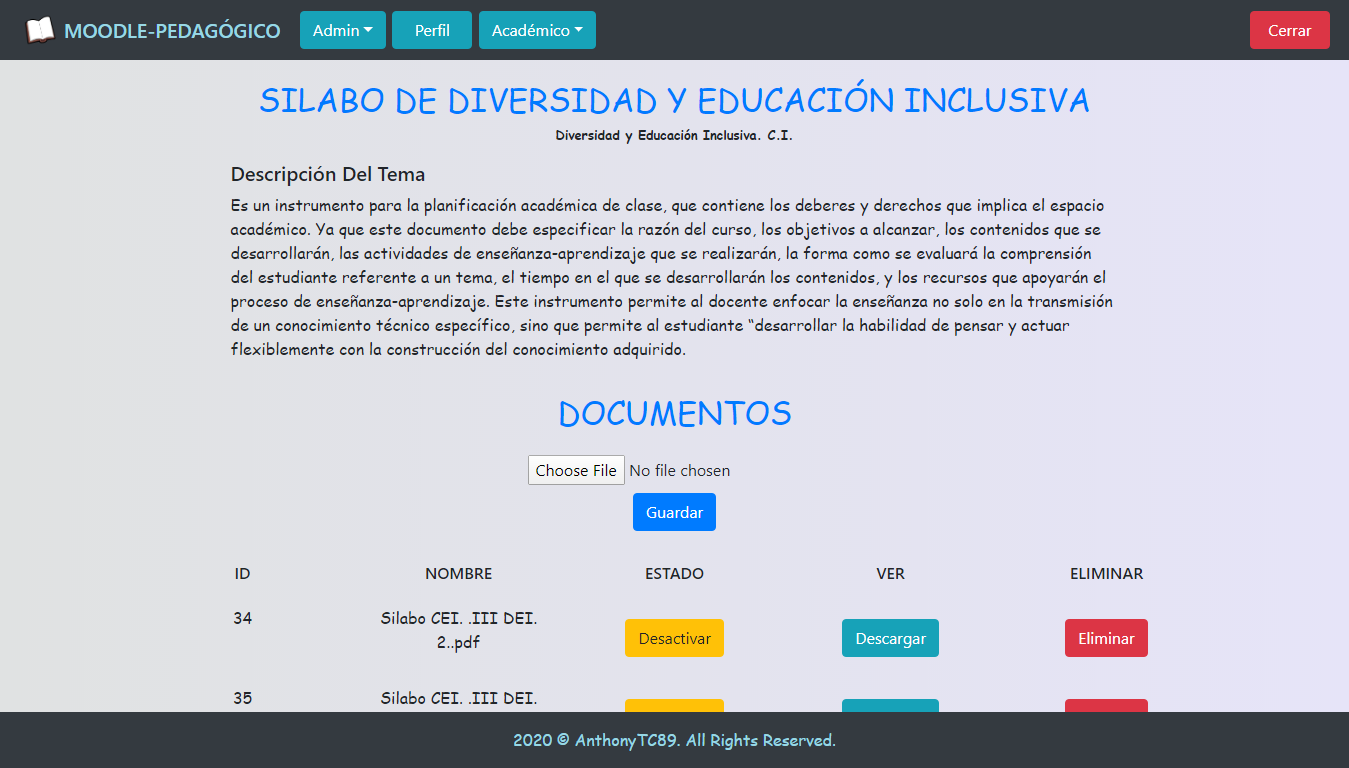 MOODLE-PEDAGÓGICO Admin Perfil Académico Cerrar
SILABO DE DIVERSIDAD Y EDUCACIÓN INCLUSIVA
Diversidad y Educación Inclusiva. C.I.
Descripción Del Tema
Es un instrumento para la planificación académica de clase, que contiene los deberes y derechos que implica el espacio
académico. Ya que este documento debe especificar la razón del curso, los objetivos a alcanzar, los contenidos que se
desarrollarán, las actividades de enseñanza-aprendizaje que se realizarán, la forma como se evaluará la comprensión
del estudiante referente a un tema, el tiempo en el que se desarrollarán los contenidos, y los recursos que apoyarán el
proceso de enseñanza-aprendizaje. Este instrumento permite al docente enfocar la enseñanza no solo en la transmisión
de un conocimiento técnico específico, sino que permite al estudiante “desarrollar la habilidad de pensar y actuar
flexiblemente con la construcción del conocimiento adquirido.
DOCUMENTOS
Choose File No file chosen
Guardar
ID NOMBRE ESTADO VER ELIMINAR
34 Silabo CEI. .III DEI.
2..pdf
Desactivar Descargar Eliminar
35 Silabo CEI. .III DEI.
2020 © AnthonyTC89. All Rights Reserved.